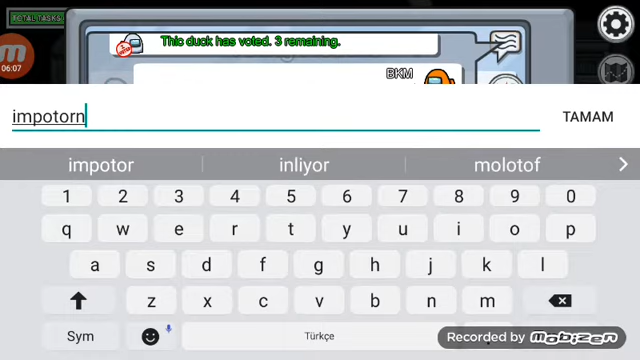 TOTAL TASKS
Thic duck has voted. 3 remaining.
06:07
BKM
impotorn
TAMAM
impotor inliyor molotof
1 2 3 4 5 6 7 8 9 0
q w e r t y u i o p
a s d f g h j k l
z x c v b n m
Sym Türkçe
Recorded by Mobizen